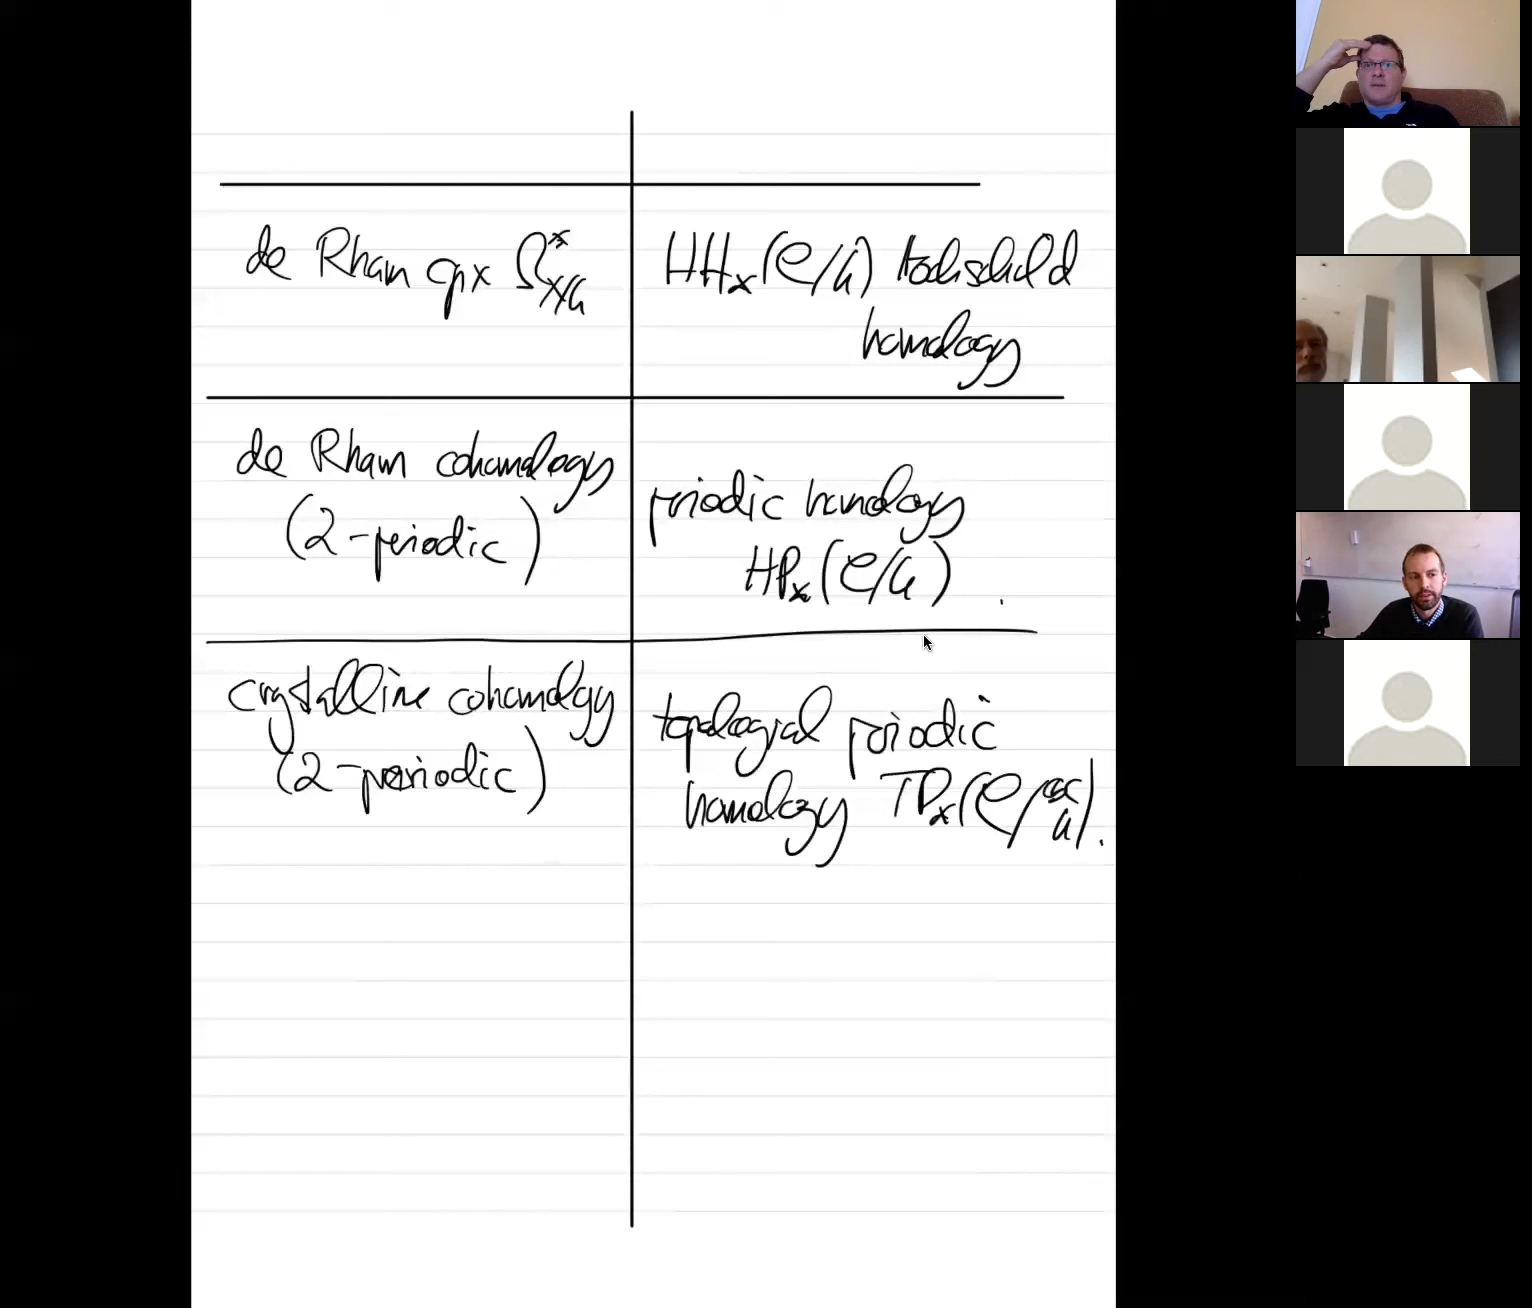 de Rham cpx Ω*X/k
HH*(C/k) Hochschild
homology
de Rham cohomology
(2-periodic)
periodic homology
HP*(C/k).
crystalline cohomology
(2-periodic)
topological periodic
homology TP*(C/
k).